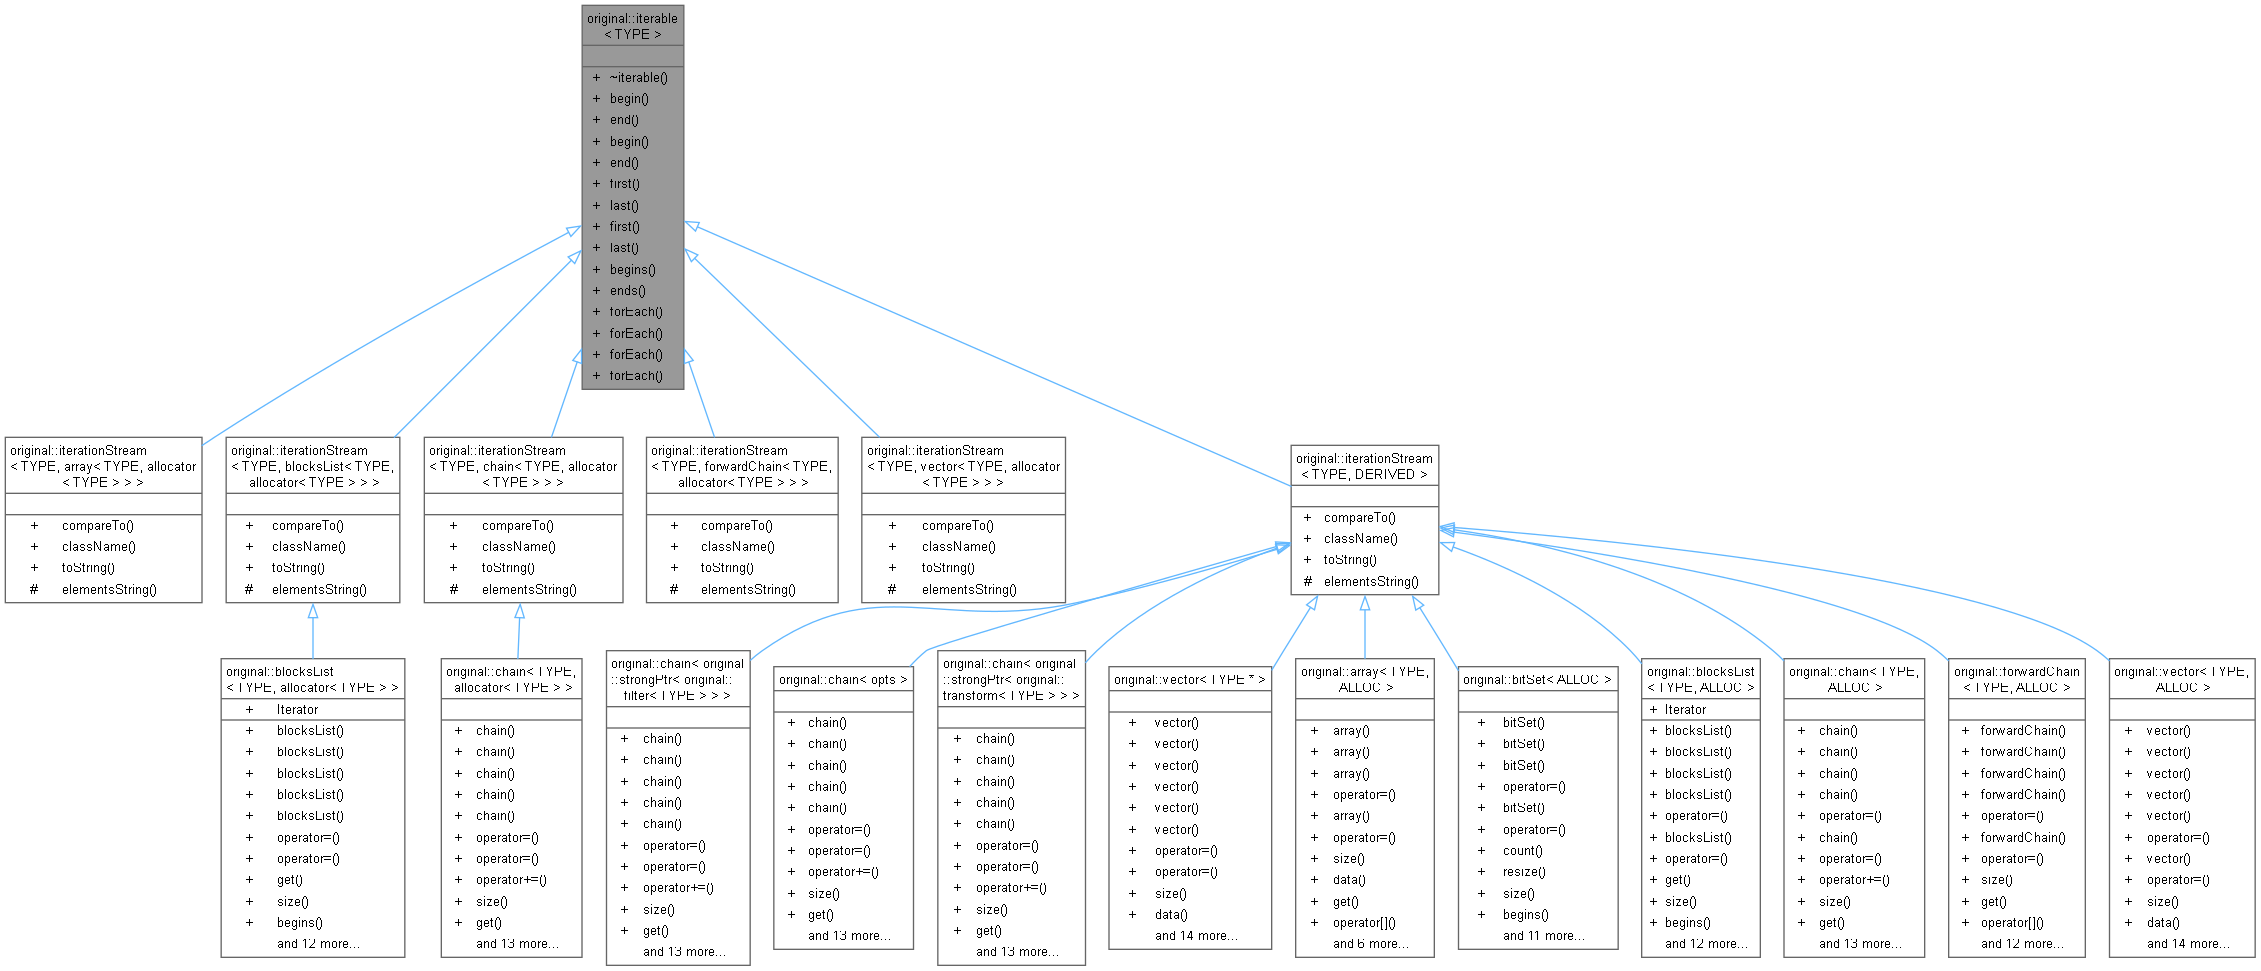 original::iterable
< TYPE >
+ ~iterable()
+ begin()
+ end()
+ begin()
+ end()
+ first()
+ last()
+ first()
+ last()
+ begins()
+ ends()
+ forEach()
+ forEach()
+ forEach()
+ forEach()
original::iterationStream
< TYPE, array< TYPE, allocator
< TYPE > > >
+ compareTo()
+ className()
+ toString()
# elementsString()
original::iterationStream
< TYPE, blocksList< TYPE,
allocator< TYPE > > >
+ compareTo()
+ className()
+ toString()
# elementsString()
original::iterationStream
< TYPE, chain< TYPE, allocator
< TYPE > > >
+ compareTo()
+ className()
+ toString()
# elementsString()
original::iterationStream
< TYPE, forwardChain< TYPE,
allocator< TYPE > > >
+ compareTo()
+ className()
+ toString()
# elementsString()
original::iterationStream
< TYPE, vector< TYPE, allocator
< TYPE > > >
+ compareTo()
+ className()
+ toString()
# elementsString()
original::iterationStream
< TYPE, DERIVED >
+ compareTo()
+ className()
+ toString()
# elementsString()
original::blocksList
< TYPE, allocator< TYPE > >
+ Iterator
+ blocksList()
+ blocksList()
+ blocksList()
+ blocksList()
+ blocksList()
+ operator=()
+ operator=()
+ get()
+ size()
+ begins()
and 12 more...
original::chain< TYPE,
allocator< TYPE > >
+ chain()
+ chain()
+ chain()
+ chain()
+ chain()
+ operator=()
+ operator=()
+ operator+=()
+ size()
+ get()
and 13 more...
original::chain< original
::strongPtr< original::
filter< TYPE > > >
+ chain()
+ chain()
+ chain()
+ chain()
+ chain()
+ operator=()
+ operator=()
+ operator+=()
+ size()
+ get()
and 13 more...
original::chain< opts >
+ chain()
+ chain()
+ chain()
+ chain()
+ chain()
+ operator=()
+ operator=()
+ operator+=()
+ size()
+ get()
and 13 more...
original::chain< original
::strongPtr< original::
transform< TYPE > > >
+ chain()
+ chain()
+ chain()
+ chain()
+ chain()
+ operator=()
+ operator=()
+ operator+=()
+ size()
+ get()
and 13 more...
original::vector< TYPE * >
+ vector()
+ vector()
+ vector()
+ vector()
+ vector()
+ vector()
+ operator=()
+ operator=()
+ size()
+ data()
and 14 more...
original::array< TYPE,
ALLOC >
+ array()
+ array()
+ array()
+ operator=()
+ array()
+ operator=()
+ size()
+ data()
+ get()
+ operator[]()
and 6 more...
original::bitSet< ALLOC >
+ bitSet()
+ bitSet()
+ bitSet()
+ operator=()
+ bitSet()
+ operator=()
+ count()
+ resize()
+ size()
+ begins()
and 11 more...
original::blocksList
< TYPE, ALLOC >
+ Iterator
+ blocksList()
+ blocksList()
+ blocksList()
+ blocksList()
+ operator=()
+ blocksList()
+ operator=()
+ get()
+ size()
+ begins()
and 12 more...
original::chain< TYPE,
ALLOC >
+ chain()
+ chain()
+ chain()
+ chain()
+ operator=()
+ chain()
+ operator=()
+ operator+=()
+ size()
+ get()
and 13 more...
original::forwardChain
< TYPE, ALLOC >
+ forwardChain()
+ forwardChain()
+ forwardChain()
+ forwardChain()
+ operator=()
+ forwardChain()
+ operator=()
+ size()
+ get()
+ operator[]()
and 12 more...
original::vector< TYPE,
ALLOC >
+ vector()
+ vector()
+ vector()
+ vector()
+ vector()
+ operator=()
+ vector()
+ operator=()
+ size()
+ data()
and 14 more...